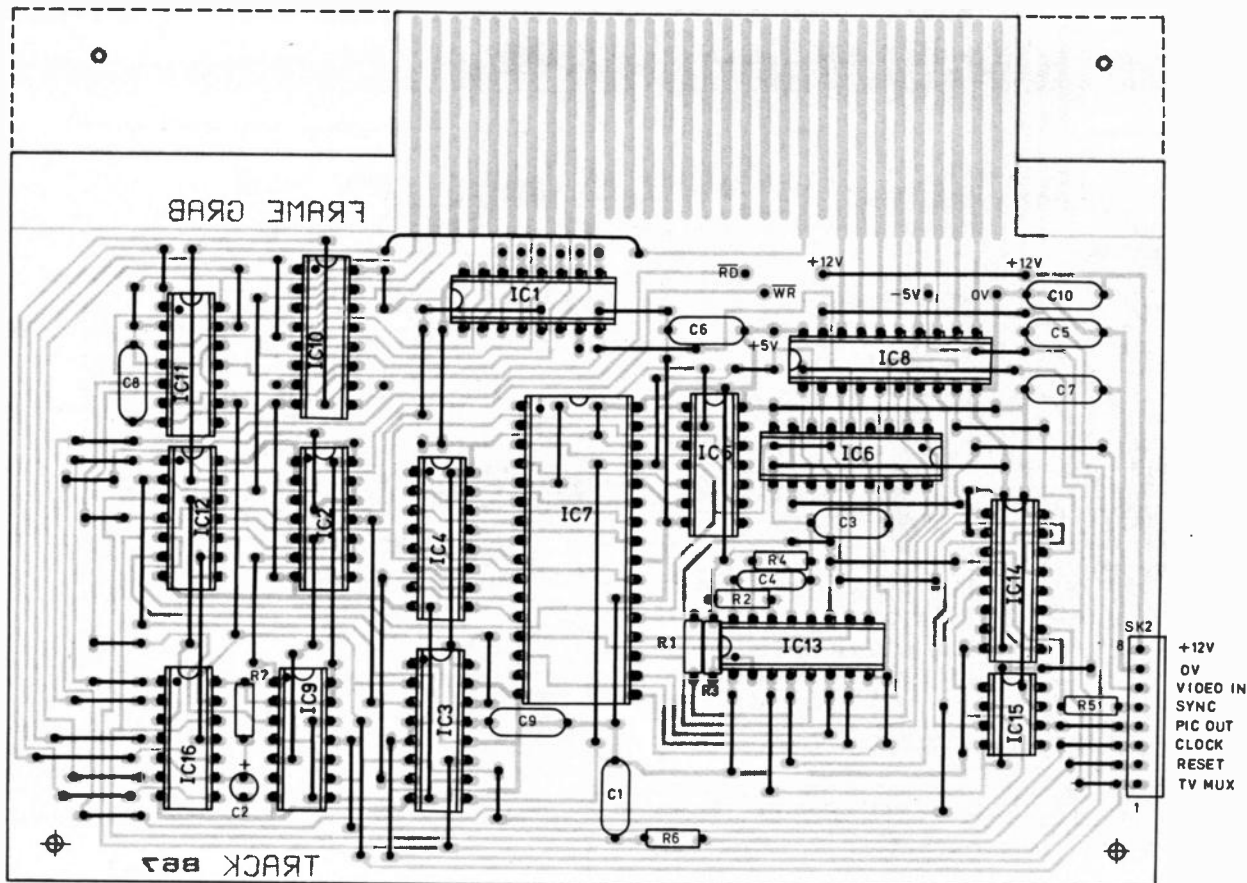 FRAME GRAB
RD
WR
+12V
+12V
-5V
0V
C10
IC1
C6
C5
+5V
IC8
IC10
IC11
C8
C7
IC5
IC6
IC12
IC2
IC4
IC7
C3
R4
C4
R2
IC14
R1
IC13
R3
SK2
8
+12V
0V
VIDEO IN
SYNC
PIC OUT
CLOCK
RESET
TV MUX
1
R5
IC15
R7
IC9
IC3
C9
IC16
+
C2
C1
R6
TRACK 867